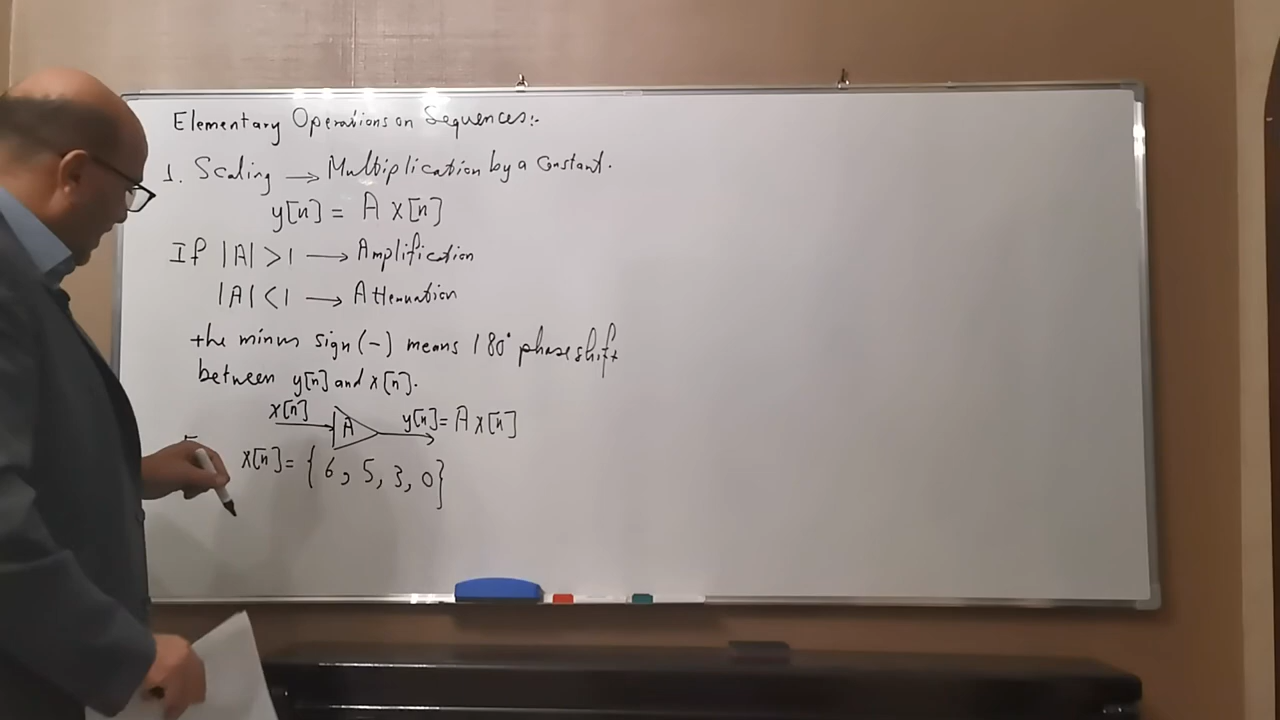 Elementary Operations on Sequences:-
1. Scaling → Multiplication by a Constant.
y[n] = A x[n]
If |A| > 1 → Amplification
|A| < 1 → Attenuation
the minus sign (-) means 180° phase shift
between y[n] and x[n].
x[n] A y[n] = A x[n]
x[n] = {6, 5, 3, 0}